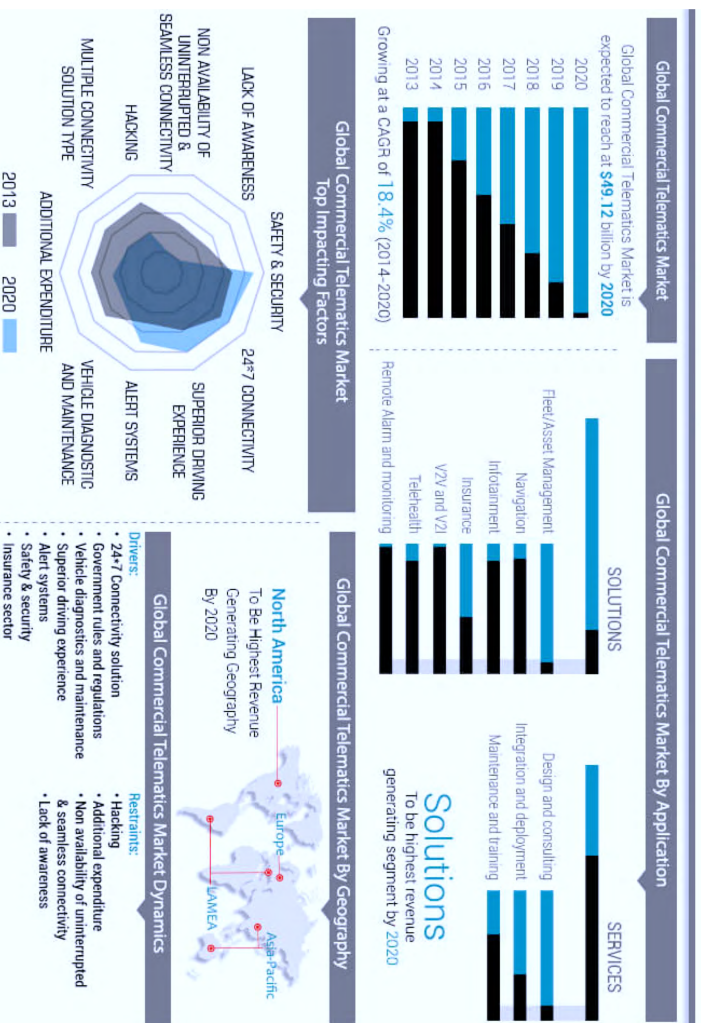 Global Commercial Telematics Market
Global Commercial Telematics Market is
expected to reach at $49.12 billion by 2020
2020
2019
2018
2017
2016
2015
2014
2013
Growing at a CAGR of 18.4% (2014-2020)
Global Commercial Telematics Market By Application
SOLUTIONS
Fleet/Asset Management
Navigation
Infotainment
Insurance
V2V and V2I
Telehealth
Remote Alarm and monitoring
SERVICES
Design and consulting
Integration and deployment
Maintenance and training
Solutions
To be highest revenue
generating segment by 2020
Global Commercial Telematics Market
Top Impacting Factors
SAFETY & SECURITY
24*7 CONNECTIVITY
SUPERIOR DRIVING
EXPERIENCE
ALERT SYSTEMS
VEHICLE DIAGNOSTIC
AND MAINTENANCE
ADDITIONAL EXPENDITURE
MULTIPLE CONNECTIVITY
SOLUTION TYPE
HACKING
NON AVAILABILITY OF
UNINTERRUPTED &
SEAMLESS CONNECTIVITY
LACK OF AWARENESS
2013
2020
Global Commercial Telematics Market By Geography
North America
To Be Highest Revenue
Generating Geography
By 2020
Europe
LAMEA
Asia-Pacific
Global Commercial Telematics Market Dynamics
Drivers:
• 24*7 Connectivity solution
• Government rules and regulations
• Vehicle diagnostics and maintenance
• Superior driving experience
• Alert systems
• Safety & security
• Insurance sector
Restraints:
• Hacking
• Additional expenditure
• Non availability of uninterrupted
& seamless connectivity
• Lack of awareness